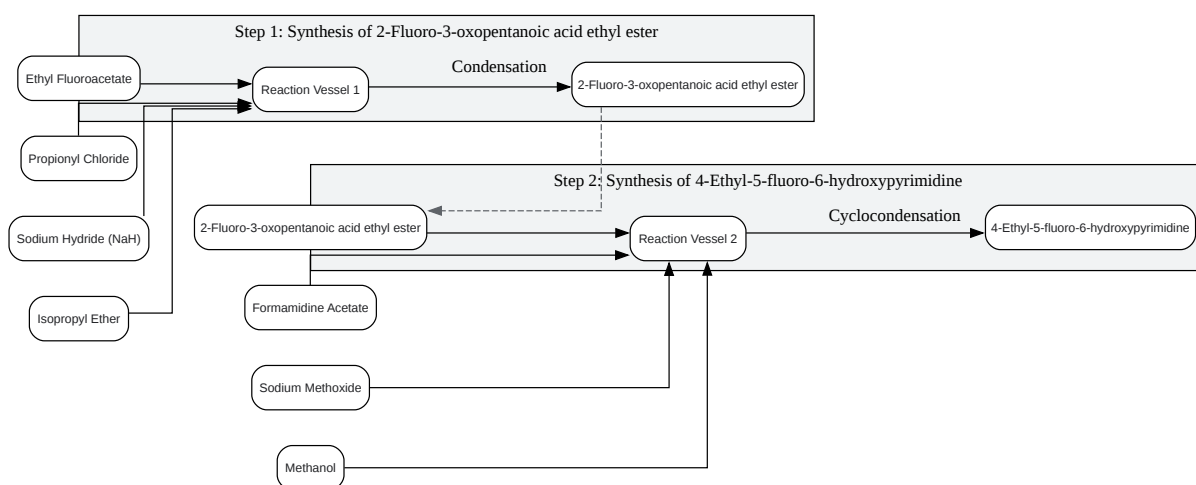 Step 1: Synthesis of 2-Fluoro-3-oxopentanoic acid ethyl ester
Ethyl Fluoroacetate
Reaction Vessel 1
Condensation
2-Fluoro-3-oxopentanoic acid ethyl ester
Propionyl Chloride
Sodium Hydride (NaH)
Isopropyl Ether
Step 2: Synthesis of 4-Ethyl-5-fluoro-6-hydroxypyrimidine
2-Fluoro-3-oxopentanoic acid ethyl ester
Reaction Vessel 2
Cyclocondensation
4-Ethyl-5-fluoro-6-hydroxypyrimidine
Formamidine Acetate
Sodium Methoxide
Methanol